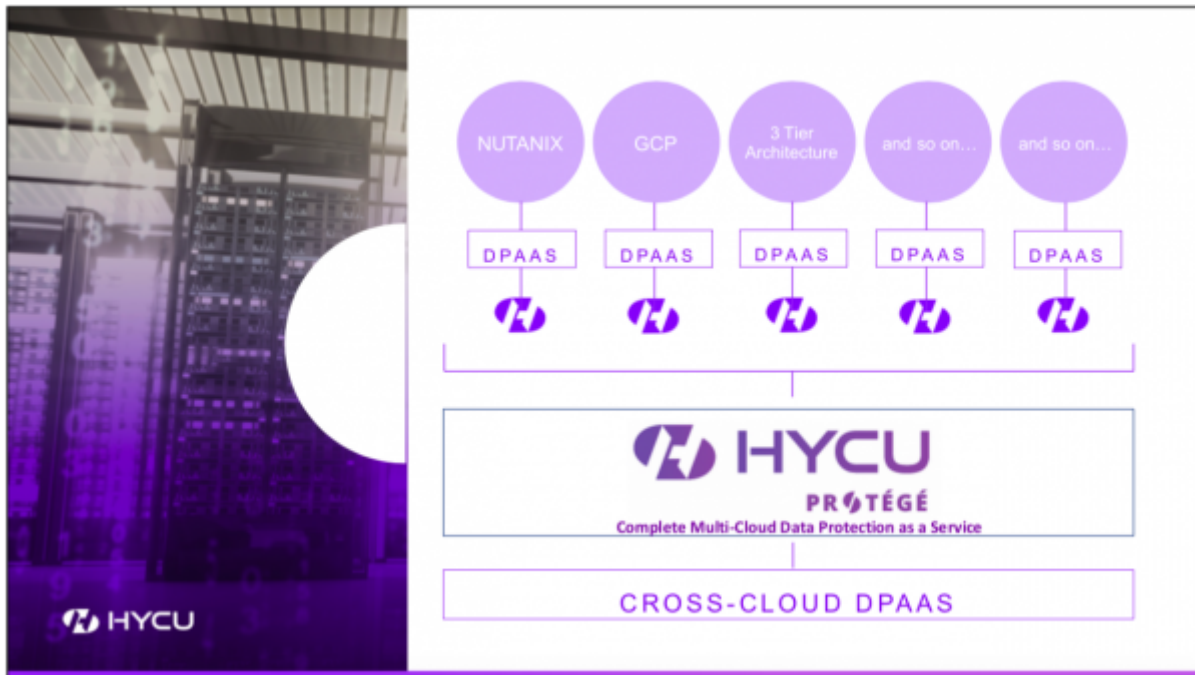 NUTANIX
GCP
3 Tier
Architecture
and so on...
and so on...
DPAAS
DPAAS
DPAAS
DPAAS
DPAAS
HYCU
PROTÉGÉ
Complete Multi-Cloud Data Protection as a Service
CROSS-CLOUD DPAAS
HYCU